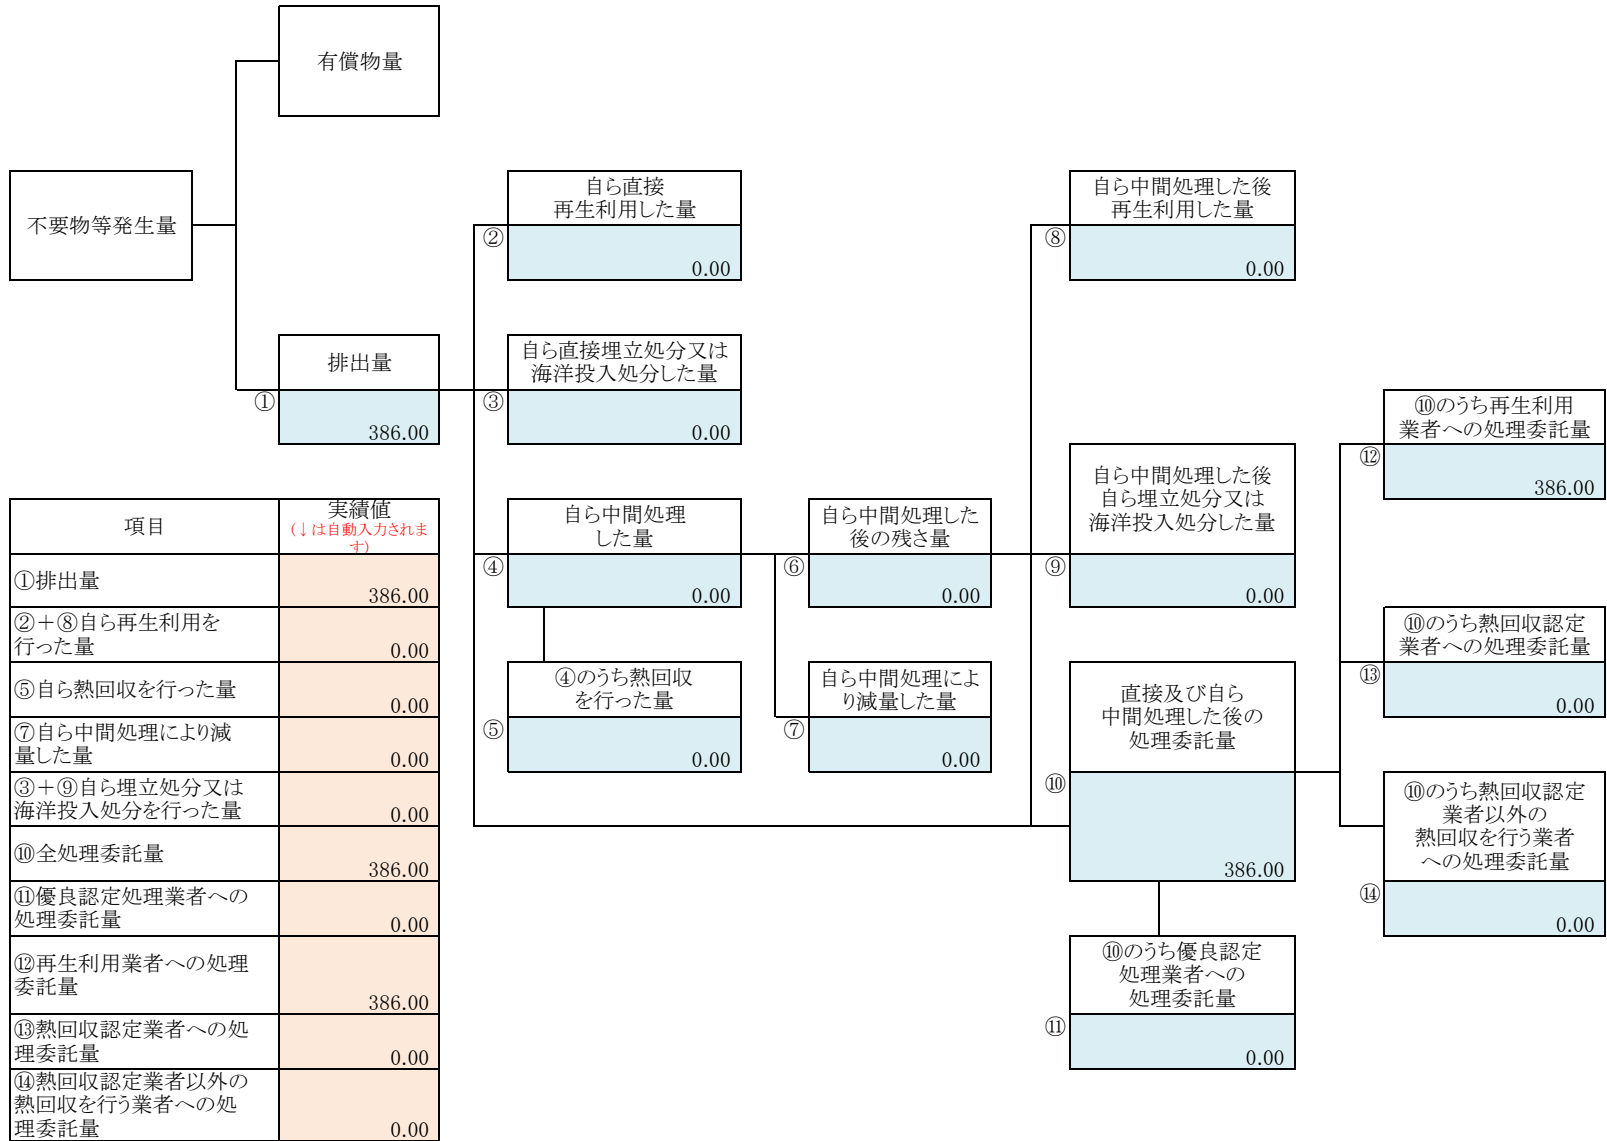 有償物量
不要物等発生量
自ら直接
再生利用した量
②
0.00
自ら中間処理した後
再生利用した量
⑧
0.00
排出量
①
386.00
自ら直接埋立処分又は
海洋投入処分した量
③
0.00
⑩のうち再生利用
業者への処理委託量
⑫
386.00
自ら中間処理
した量
④
0.00
自ら中間処理した
後の残さ量
⑥
0.00
自ら中間処理した後
自ら埋立処分又は
海洋投入処分した量
⑨
0.00
⑩のうち熱回収認定
業者への処理委託量
⑬
0.00
④のうち熱回収
を行った量
⑤
0.00
自ら中間処理によ
り減量した量
⑦
0.00
直接及び自ら
中間処理した後の
処理委託量
⑩
386.00
⑩のうち熱回収認定
業者以外の
熱回収を行う業者
への処理委託量
⑭
0.00
⑩のうち優良認定
処理業者への
処理委託量
⑪
0.00
項目
実績値
(↓は自動入力されま
す)
①排出量
386.00
②＋⑧自ら再生利用を
行った量
0.00
⑤自ら熱回収を行った量
0.00
⑦自ら中間処理により減
量した量
0.00
③＋⑨自ら埋立処分又は
海洋投入処分を行った量
0.00
⑩全処理委託量
386.00
⑪優良認定処理業者への
処理委託量
0.00
⑫再生利用業者への処理
委託量
386.00
⑬熱回収認定業者への処
理委託量
0.00
⑭熱回収認定業者以外の
熱回収を行う業者への処
理委託量
0.00